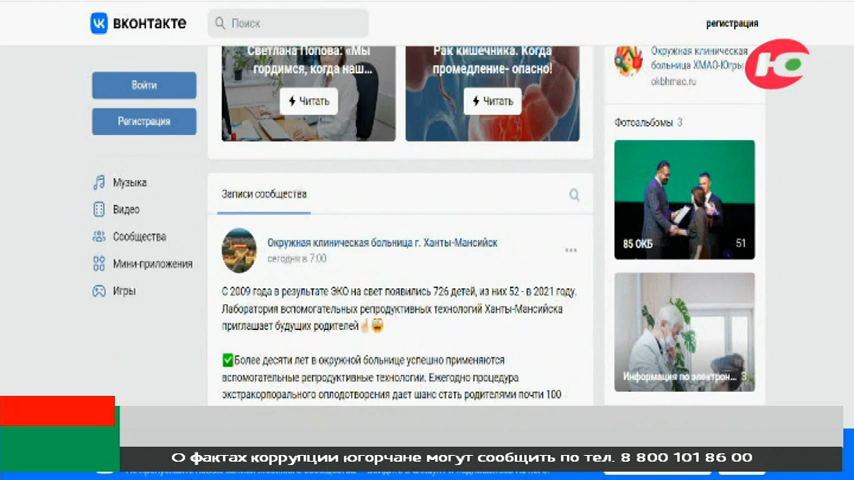 ВКОНТАКТЕ
Поиск
регистрация
Войти
Регистрация
Музыка
Видео
Сообщества
Мини-приложения
Игры
Светлана Попова: «Мы
гордимся, когда наш...
Читать
Рак кишечника. Когда
промедление- опасно!
Читать
Записи сообщества
Окружная клиническая больница г. Ханты-Мансийск
сегодня в 7:00
С 2009 года в результате ЭКО на свет появились 726 детей, из них 52 - в 2021 году.
Лаборатория вспомогательных репродуктивных технологий Ханты-Мансийска
приглашает будущих родителей☝😄
✅Более десяти лет в окружной больнице успешно применяются
вспомогательные репродуктивные технологии. Ежегодно процедура
экстракорпорального оплодотворения дает шанс стать родителями почти 100
Окружная клиническая
больница ХМАО-Югры
okbhmao.ru
Ю
Фотоальбомы 3
85 ОКБ 51
Информация по электрон... 3
О фактах коррупции югорчане могут сообщить по тел. 8 800 101 86 00